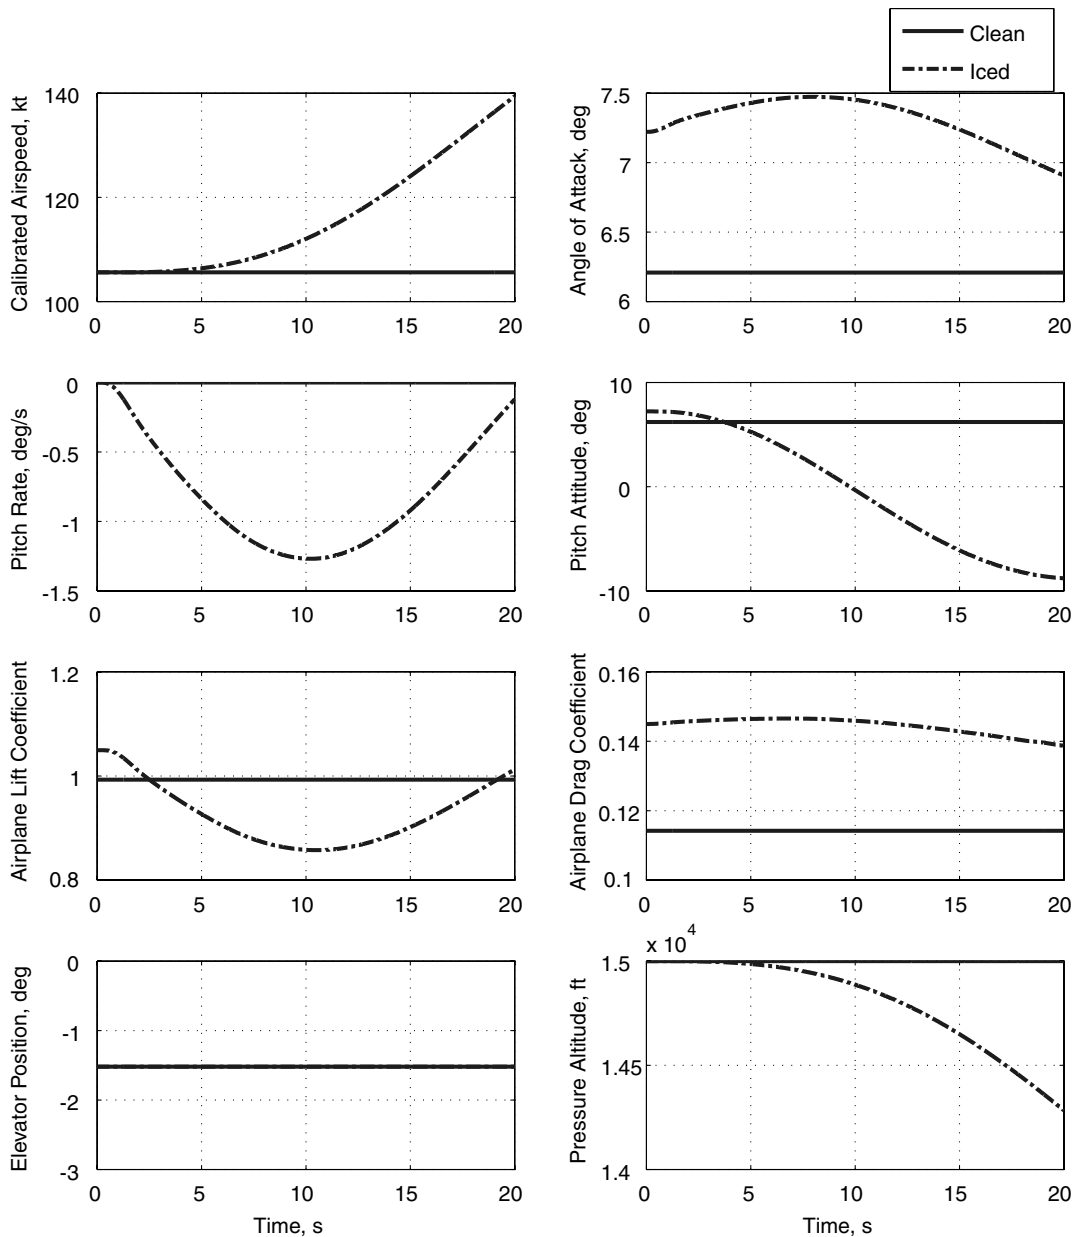 Clean
Iced
Calibrated Airspeed, kt
140
120
100
0 5 10 15 20
Angle of Attack, deg
7.5
7
6.5
6
0 5 10 15 20
Pitch Rate, deg/s
0
-0.5
-1
-1.5
0 5 10 15 20
Pitch Attitude, deg
10
0
-10
0 5 10 15 20
Airplane Lift Coefficient
1.2
1
0.8
0 5 10 15 20
Airplane Drag Coefficient
0.16
0.14
0.12
0.1
0 5 10 15 20
Elevator Position, deg
0
-1
-2
-3
0 5 10 15 20
Time, s
x 10^4
Pressure Altitude, ft
1.5
1.45
1.4
0 5 10 15 20
Time, s